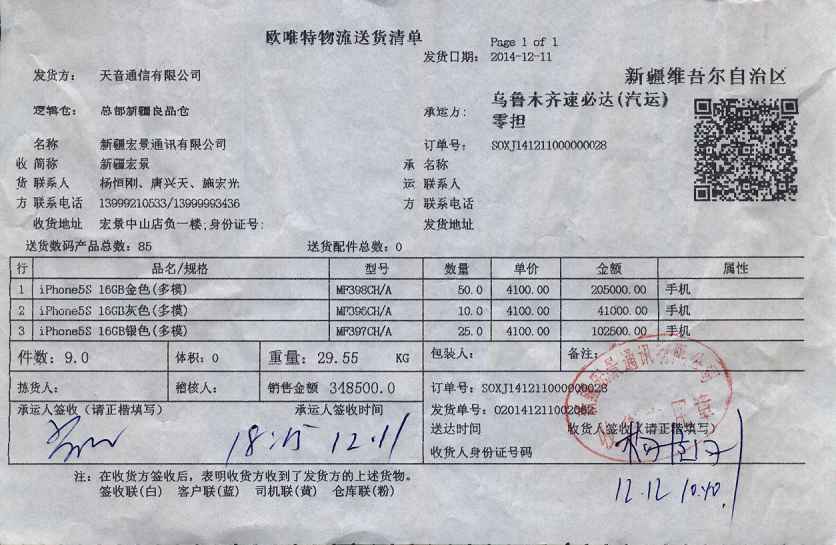 欧唯特物流送货清单
Page 1 of 1
发货日期: 2014-12-11
发货方: 天音通信有限公司
新疆维吾尔自治区
逻辑仓: 总部新疆良品仓
承运方: 乌鲁木齐速必达(汽运)零担
名称 新疆宏景通讯有限公司
订单号: SOXJ141211000000028
收 简称 新疆宏景
承 名称
货 联系人 杨恒刚、唐兴天、施宏光
运 联系人
方 联系电话 13999210533/13999993436
方 联系电话
收货地址 宏景中山店负一楼;身份证号:
发货地址
送货数码产品总数: 85 送货配件总数: 0
行 品名/规格 型号 数量 单价 金额 属性
1 iPhone5S 16GB金色(多模) MF398CH/A 50.0 4100.00 205000.00 手机
2 iPhone5S 16GB灰色(多模) MF396CH/A 10.0 4100.00 41000.00 手机
3 iPhone5S 16GB银色(多模) MF397CH/A 25.0 4100.00 102500.00 手机
件数: 9.0 体积: 0 重量: 29.55 KG 包装人: 备注:
拣货人: 稽核人: 销售金额 348500.0
订单号: SOXJ141211000000028
发货单号: 020141211002062
承运人签收(请正楷填写) 承运人签收时间
送达时间 收货人签收(请正楷填写)
18:15 12.11
收货人身份证号码
12.12 10:40
注: 在收货方签收后, 表明收货方收到了发货方的上述货物。
签收联(白) 客户联(蓝) 司机联(黄) 仓库联(粉)